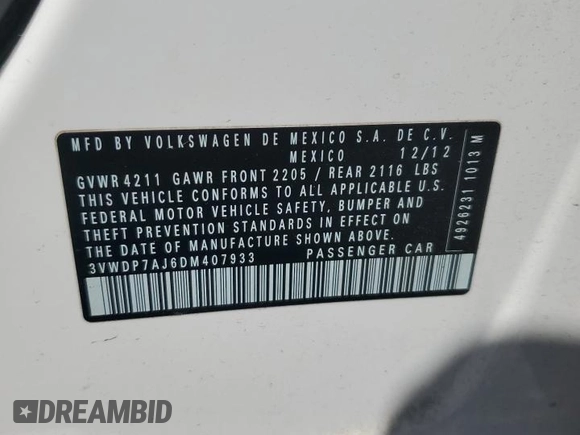 MFD BY VOLKSWAGEN DE MEXICO S.A. DE C.V.
MEXICO 12/12
GVWR 4211 GAWR FRONT 2205 / REAR 2116 LBS
THIS VEHICLE CONFORMS TO ALL APPLICABLE U.S.
FEDERAL MOTOR VEHICLE SAFETY, BUMPER AND
THEFT PREVENTION STANDARDS IN EFFECT ON
THE DATE OF MANUFACTURE SHOWN ABOVE.
3VWDP7AJ6DM407933 PASSENGER CAR
4926231 1013 M
DREAMBID